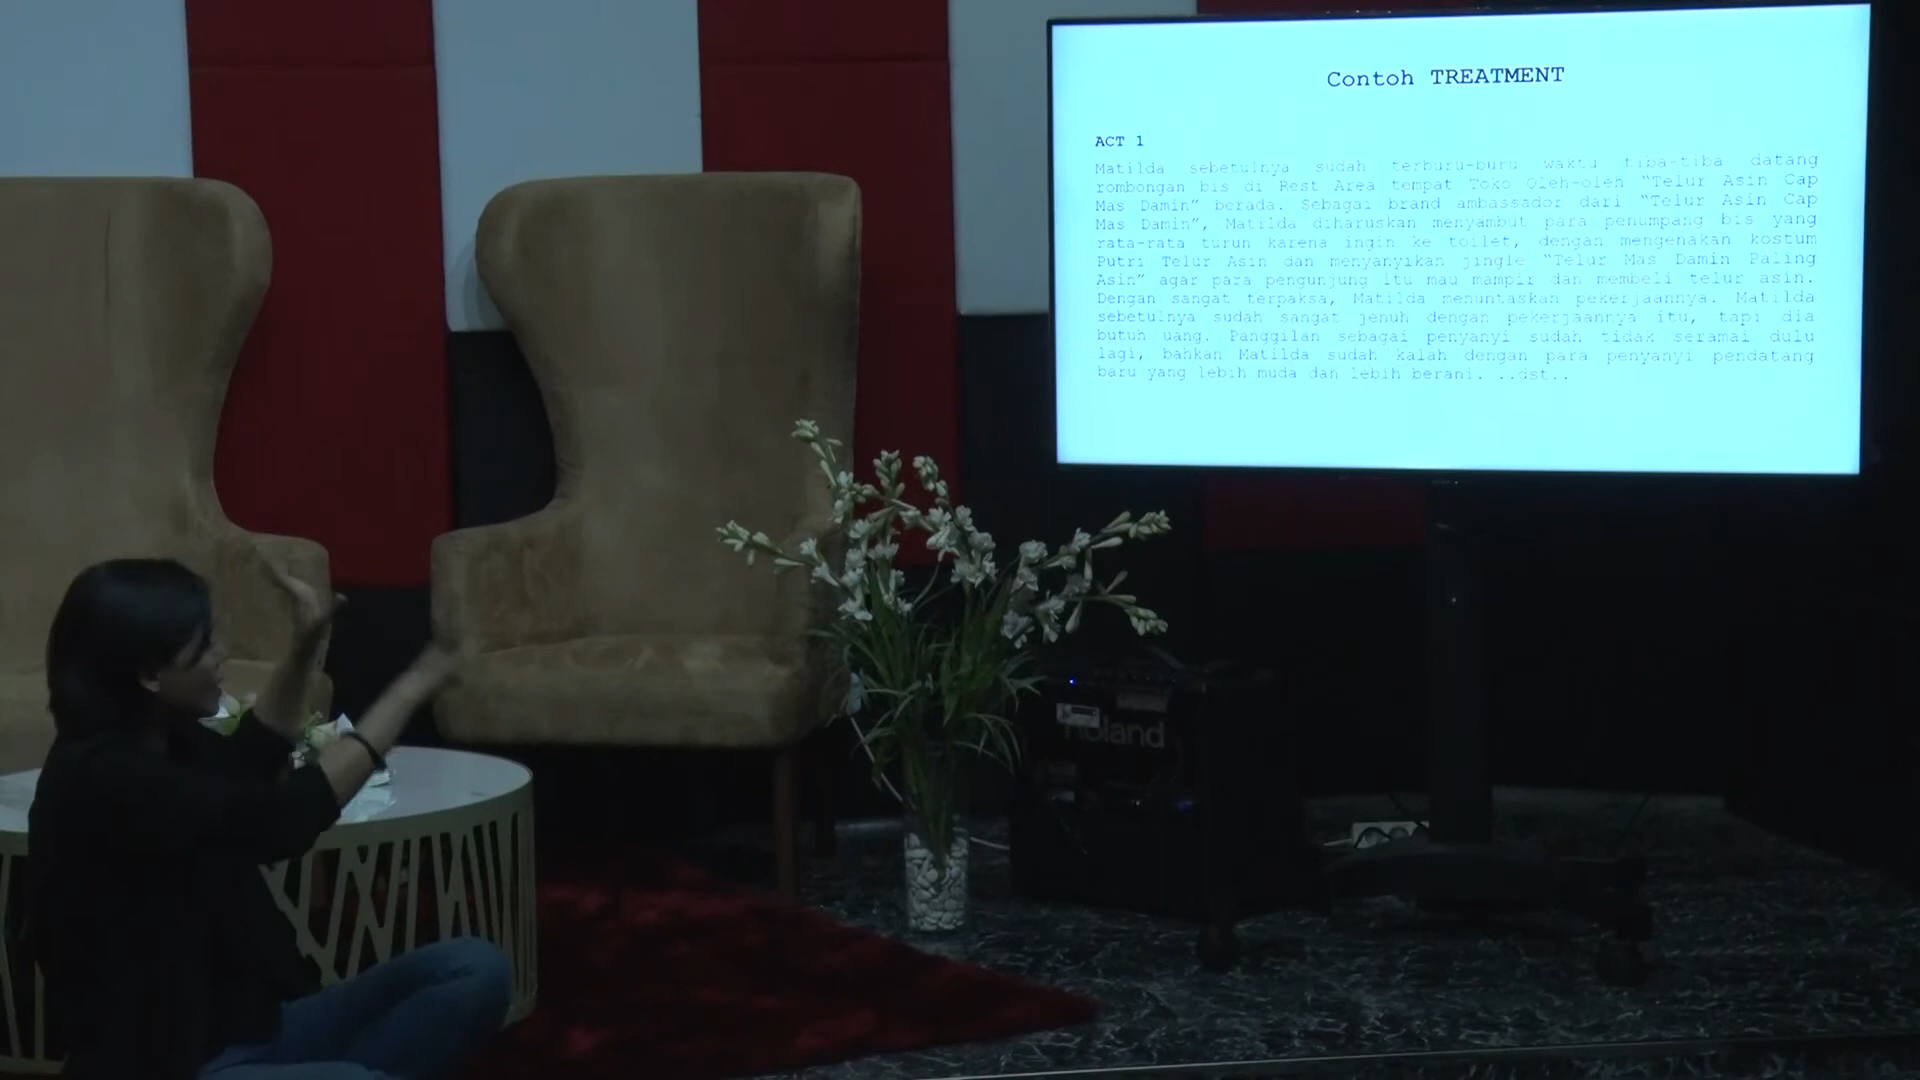 Contoh TREATMENT
ACT 1
Matilda sebetulnya sudah terburu-buru waktu tiba-tiba datang
rombongan bis di Rest Area tempat Toko Oleh-oleh “Telur Asin Cap
Mas Damin” berada. Sebagai brand ambassador dari “Telur Asin Cap
Mas Damin”, Matilda diharuskan menyambut para penumpang bis yang
rata-rata turun karena ingin ke toilet, dengan mengenakan kostum
Putri Telur Asin dan menyanyikan jingle “Telur Mas Damin Paling
Asin” agar para pengunjung itu mau mampir dan membeli telur asin.
Dengan sangat terpaksa, Matilda menuntaskan pekerjaannya. Matilda
sebetulnya sudah sangat jenuh dengan pekerjaannya itu, tapi dia
butuh uang. Panggilan sebagai penyanyi sudah tidak seramai dulu
lagi, bahkan Matilda sudah kalah dengan para penyanyi pendatang
baru yang lebih muda dan lebih berani. ..dst..
Roland